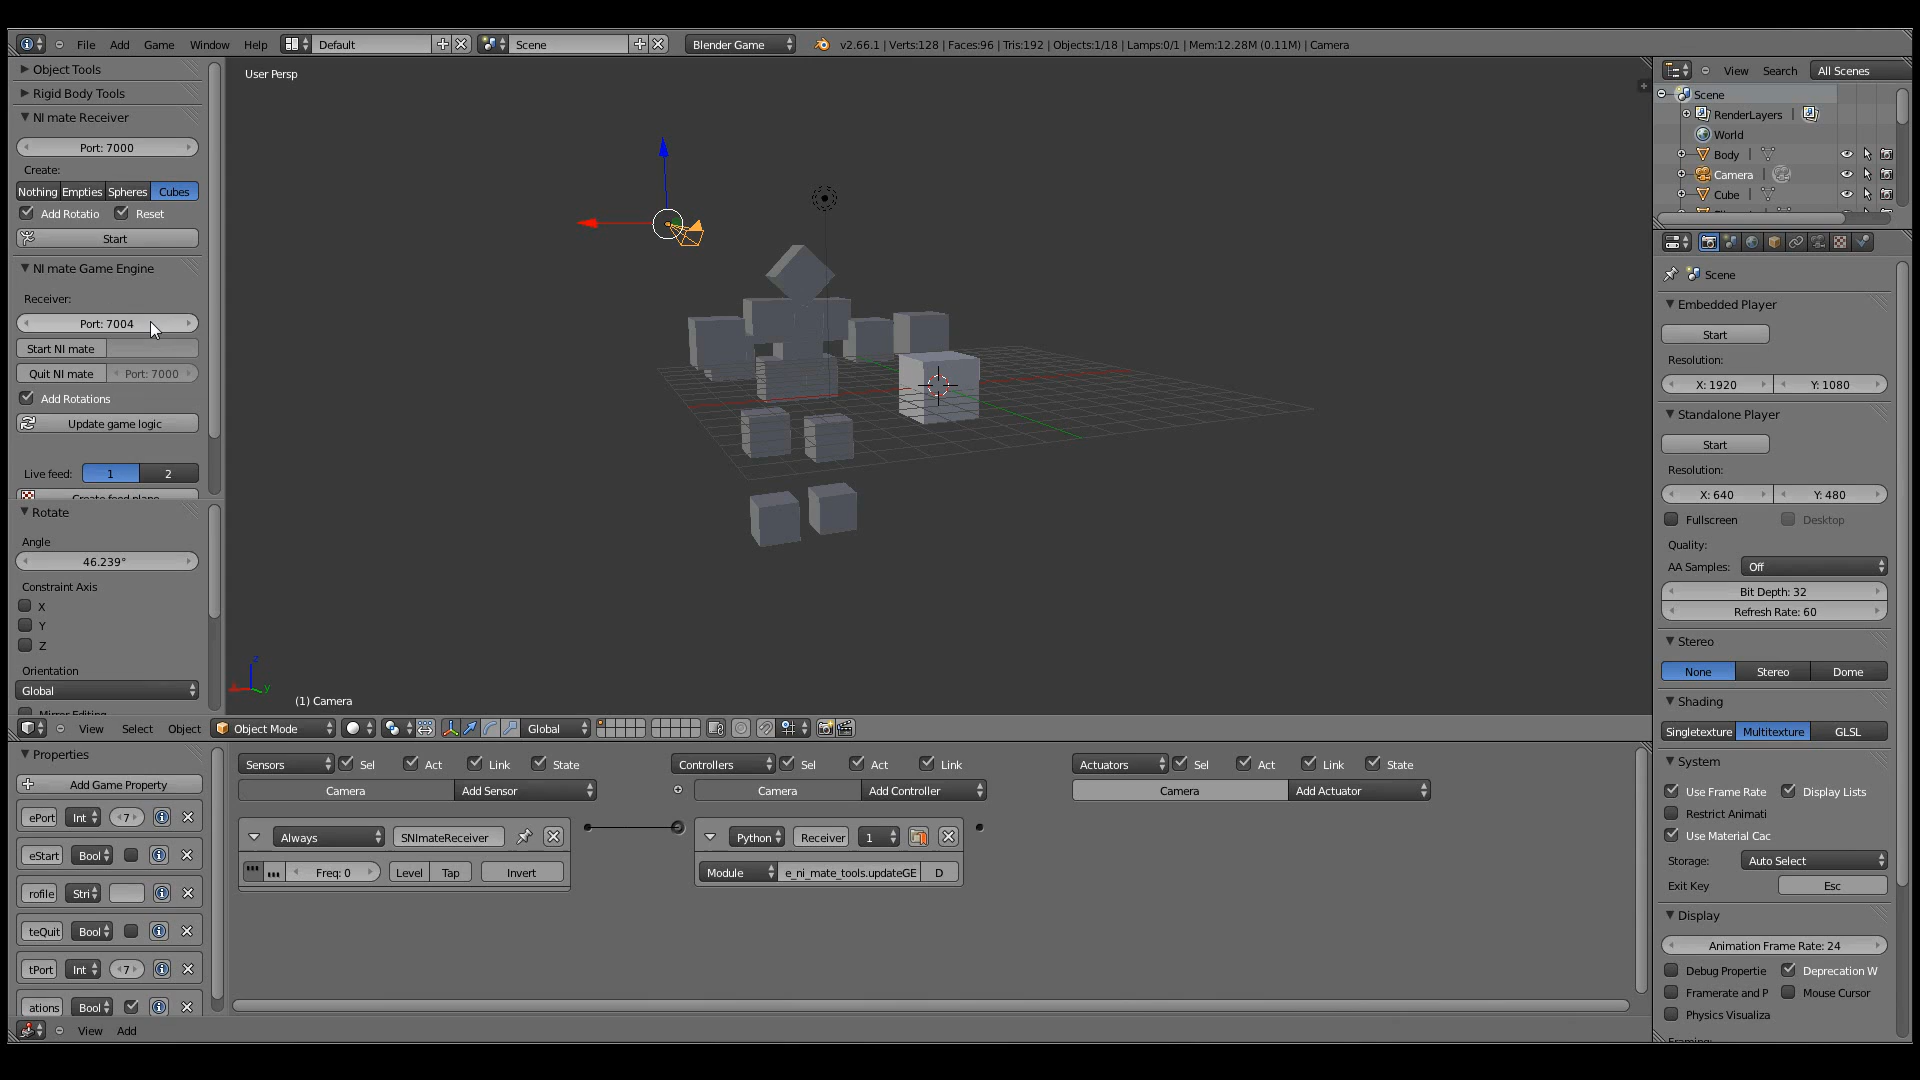 File Add Game Window Help Default Scene Blender Game v2.66.1 | Verts:128 | Faces:96 | Tris:192 | Objects:1/18 | Lamps:0/1 | Mem:12.28M (0.11M) | Camera
Object Tools
Rigid Body Tools
NI mate Receiver
Port: 7000
Create:
Nothing Empties Spheres Cubes
Add Rotatio Reset
Start
NI mate Game Engine
Receiver:
Port: 7004
Start NI mate
Quit NI mate Port: 7000
Add Rotations
Update game logic
Live feed: 1 2
Create feed plane
Rotate
Angle
46.239°
Constraint Axis
X
Y
Z
Orientation
Global
Mirror Editing
User Persp
z
y
(1) Camera
View Select Object Object Mode Global
Properties
Add Game Property
ePort Int 7
eStart Bool
rofile Stri
teQuit Bool
tPort Int 7
ations Bool
View Add
Sensors Sel Act Link State
Camera Add Sensor
Always SNImateReceiver
Freq: 0 Level Tap Invert
Controllers Sel Act Link
Camera Add Controller
Python Receiver 1
Module e_ni_mate_tools.updateGE D
Actuators Sel Act Link State
Camera Add Actuator
View Search All Scenes
Scene
RenderLayers |
World
Body |
Camera |
Cube |
Scene
Embedded Player
Start
Resolution:
X: 1920 Y: 1080
Standalone Player
Start
Resolution:
X: 640 Y: 480
Fullscreen Desktop
Quality:
AA Samples: Off
Bit Depth: 32
Refresh Rate: 60
Stereo
None Stereo Dome
Shading
Singletexture Multitexture GLSL
System
Use Frame Rate Display Lists
Restrict Animati
Use Material Cac
Storage: Auto Select
Exit Key Esc
Display
Animation Frame Rate: 24
Debug Propertie Deprecation W
Framerate and P Mouse Cursor
Physics Visualiza
Framing: